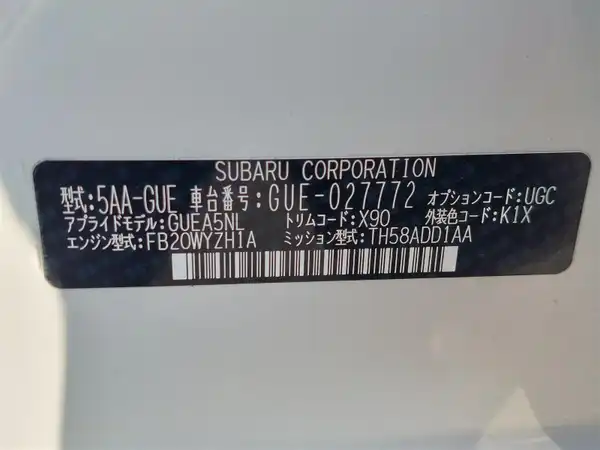 SUBARU CORPORATION
型式:5AA-GUE 車台番号:GUE-027772 オプションコード:UGC
アプライドモデル:GUEA5NL トリムコード:X90 外装色コード:K1X
エンジン型式:FB20WYZH1A ミッション型式:TH58ADD1AA